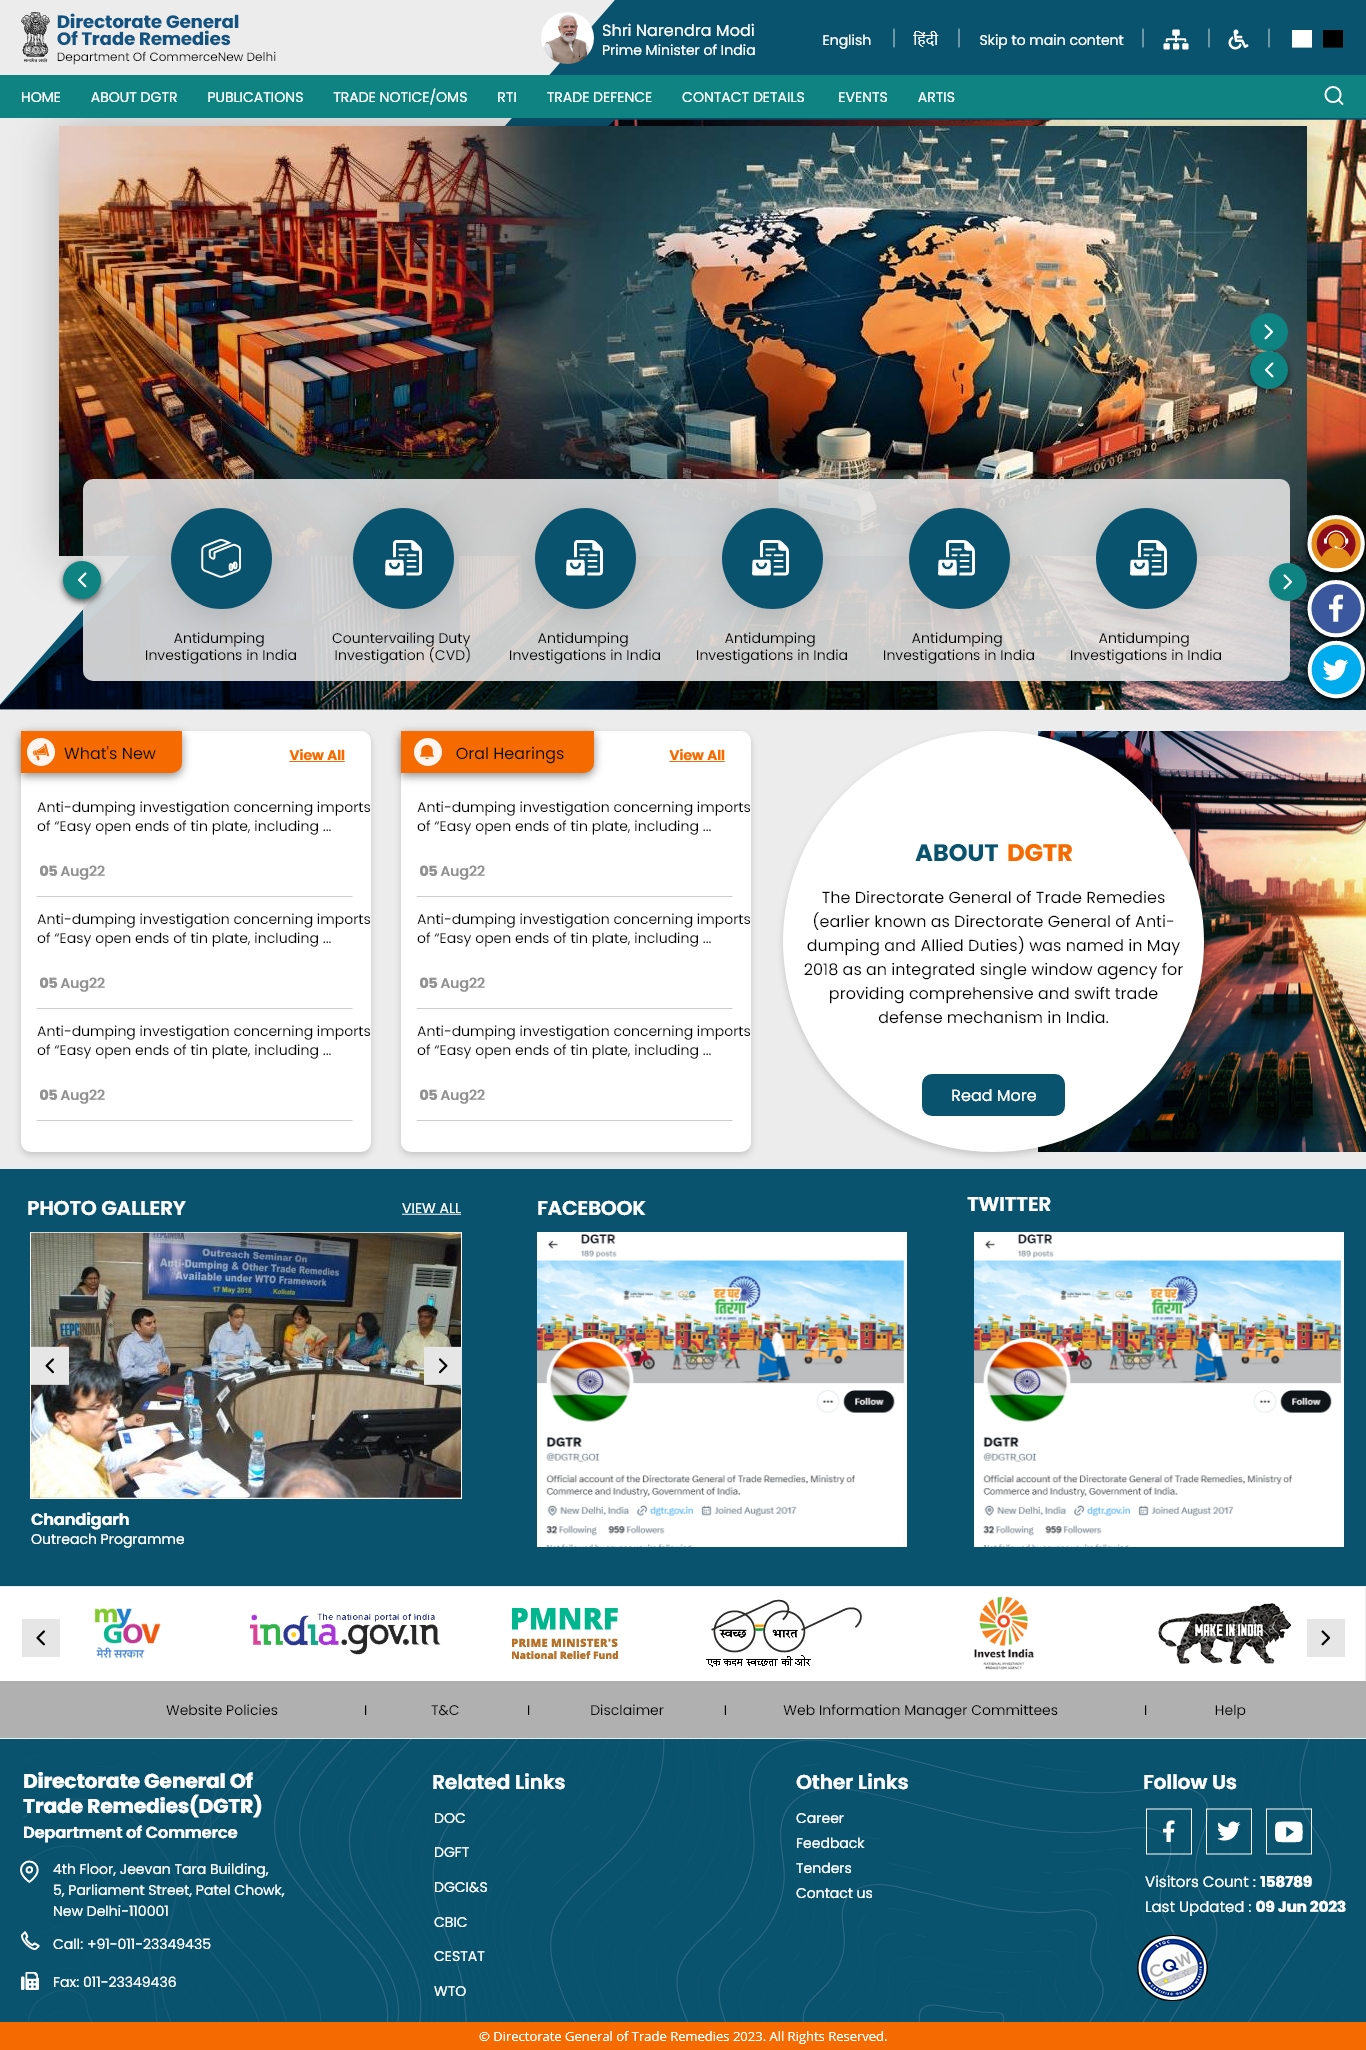 Directorate General
Of Trade Remedies
Department Of CommerceNew Delhi
Shri Narendra Modi
Prime Minister of India
English
हिंदी
Skip to main content
HOME
ABOUT DGTR
PUBLICATIONS
TRADE NOTICE/OMS
RTI
TRADE DEFENCE
CONTACT DETAILS
EVENTS
ARTIS
Antidumping
Investigations in India
Countervailing Duty
Investigation (CVD)
Antidumping
Investigations in India
Antidumping
Investigations in India
Antidumping
Investigations in India
Antidumping
Investigations in India
What's New
View All
Anti-dumping investigation concerning imports
of “Easy open ends of tin plate, including ...
05 Aug22
Anti-dumping investigation concerning imports
of “Easy open ends of tin plate, including ...
05 Aug22
Anti-dumping investigation concerning imports
of “Easy open ends of tin plate, including ...
05 Aug22
Oral Hearings
View All
Anti-dumping investigation concerning imports
of “Easy open ends of tin plate, including ...
05 Aug22
Anti-dumping investigation concerning imports
of “Easy open ends of tin plate, including ...
05 Aug22
Anti-dumping investigation concerning imports
of “Easy open ends of tin plate, including ...
05 Aug22
ABOUT DGTR
The Directorate General of Trade Remedies
(earlier known as Directorate General of Anti-
dumping and Allied Duties) was named in May
2018 as an integrated single window agency for
providing comprehensive and swift trade
defense mechanism in India.
Read More
PHOTO GALLERY
VIEW ALL
Outreach Seminar On
Anti-Dumping & Other Trade Remedies
Available under WTO Framework
17 May 2018 Kolkata
EEPC INDIA
Chandigarh
Outreach Programme
FACEBOOK
DGTR
189 posts
हर घर
तिरंगा
Follow
DGTR
@DGTR_GOI
Official account of the Directorate General of Trade Remedies, Ministry of
Commerce and Industry, Government of India.
New Delhi, India dgtr.gov.in Joined August 2017
32 Following 959 Followers
TWITTER
DGTR
189 posts
हर घर
तिरंगा
Follow
DGTR
@DGTR_GOI
Official account of the Directorate General of Trade Remedies, Ministry of
Commerce and Industry, Government of India.
New Delhi, India dgtr.gov.in Joined August 2017
32 Following 959 Followers
my
GOV
मेरी सरकार
The national portal of india
india.gov.in
PMNRF
PRIME MINISTER'S
National Relief Fund
स्वच्छ भारत
एक कदम स्वच्छता की ओर
Invest India
MAKE IN INDIA
Website Policies
T&C
Disclaimer
Web Information Manager Committees
Help
Directorate General Of
Trade Remedies(DGTR)
Department of Commerce
4th Floor, Jeevan Tara Building,
5, Parliament Street, Patel Chowk,
New Delhi-110001
Call: +91-011-23349435
Fax: 011-23349436
Related Links
DOC
DGFT
DGCI&S
CBIC
CESTAT
WTO
Other Links
Career
Feedback
Tenders
Contact us
Follow Us
Visitors Count : 158789
Last Updated : 09 Jun 2023
CQW
© Directorate General of Trade Remedies 2023. All Rights Reserved.